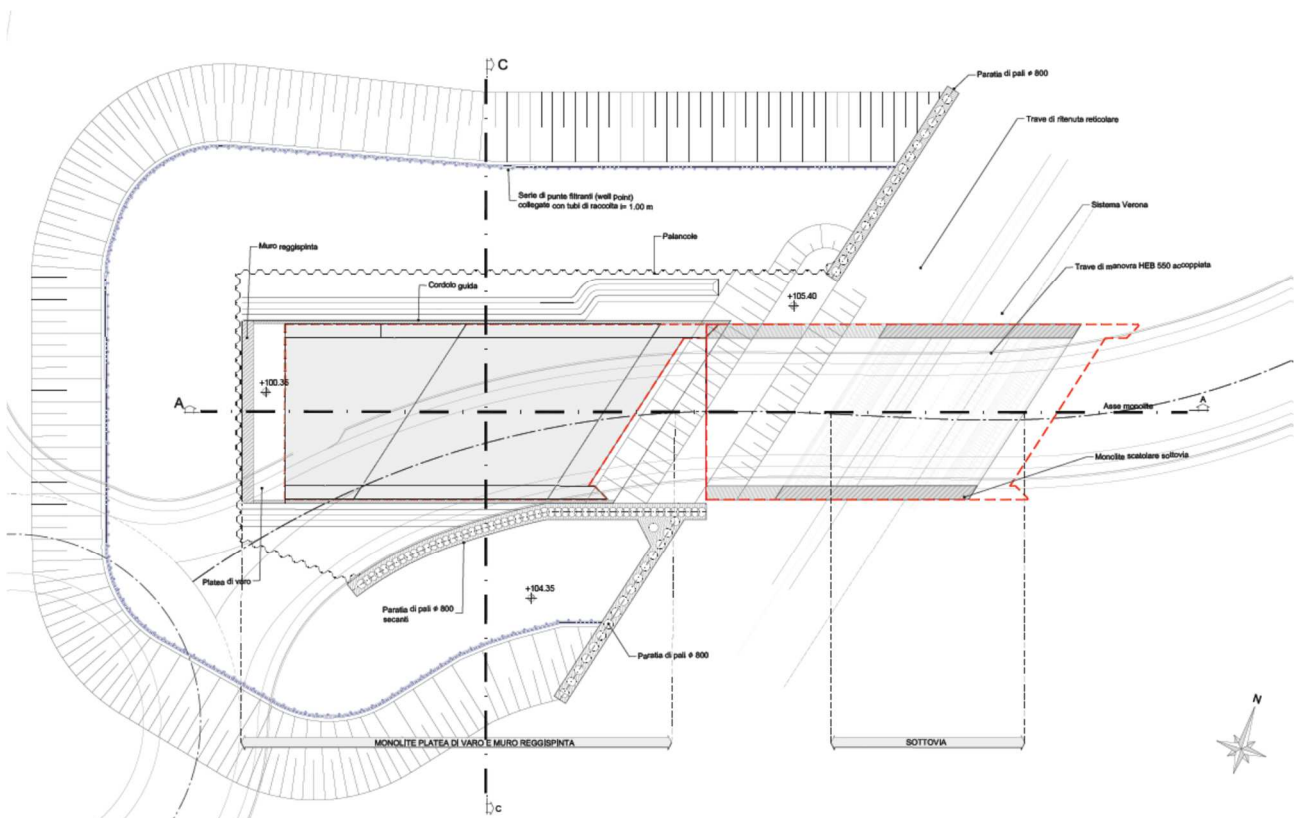 C
Paratia di pali ø 800
Trave di ritenuta reticolare
Serie di punte filtranti (well point)
collegate con tubi di raccolta i= 1.00 m
Sistema Verona
Palancole
Muro reggispinta
Trave di manovra HEB 550 accoppiata
Cordolo guida
+105.40
+100.35
A
A
Asse monolite
Monolite scatolare sottovia
Platea di varo
+104.35
Paratia di pali ø 800
secanti
Paratia di pali ø 800
N
MONOLITE PLATEA DI VARO E MURO REGGISPINTA
SOTTOVIA
C